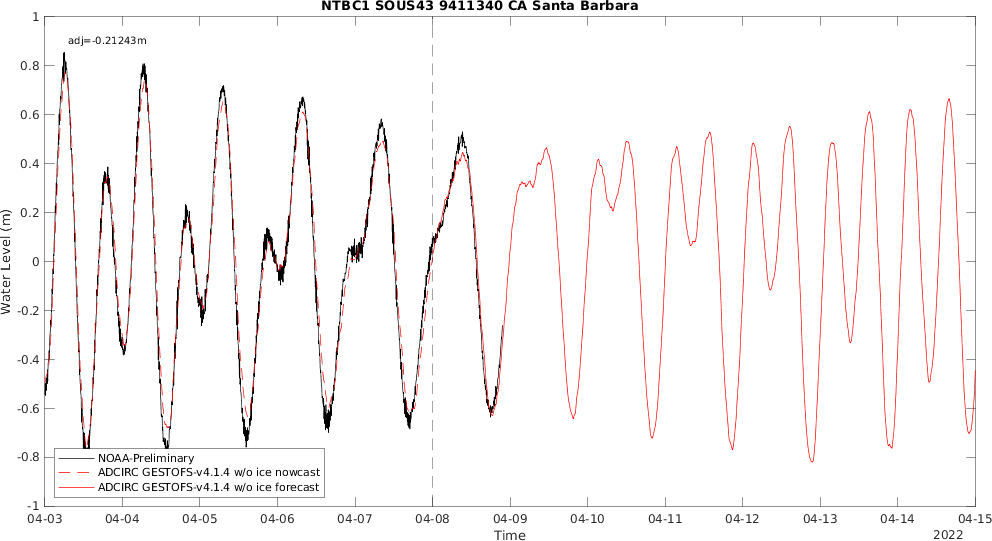 NTBC1 SOUS43 9411340 CA Santa Barbara
adj=-0.21243m
1
0.8
0.6
0.4
0.2
0
-0.2
-0.4
-0.6
-0.8
-1
Water Level (m)
NOAA-Preliminary
ADCIRC GESTOFS-v4.1.4 w/o ice nowcast
ADCIRC GESTOFS-v4.1.4 w/o ice forecast
04-03 04-04 04-05 04-06 04-07 04-08 04-09 04-10 04-11 04-12 04-13 04-14 04-15
Time
2022